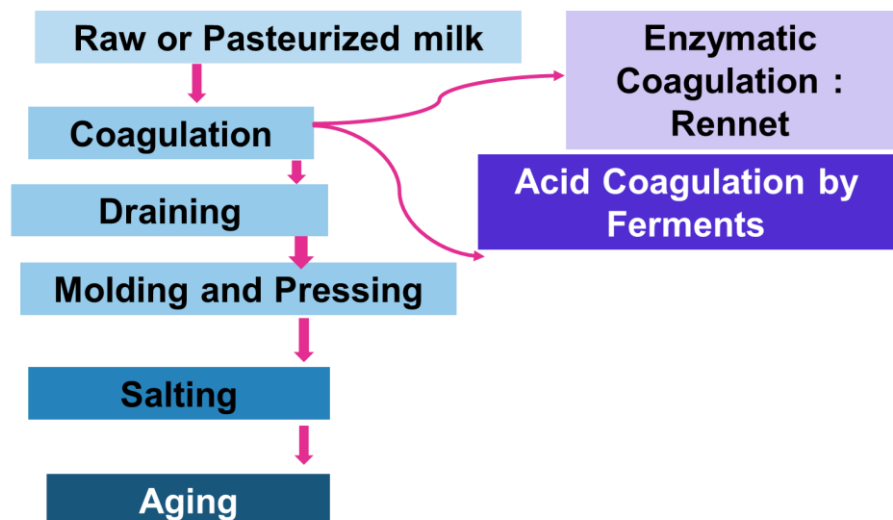 Raw or Pasteurized milk
Enzymatic
Coagulation :
Rennet
Coagulation
Acid Coagulation by
Ferments
Draining
Molding and Pressing
Salting
Aging